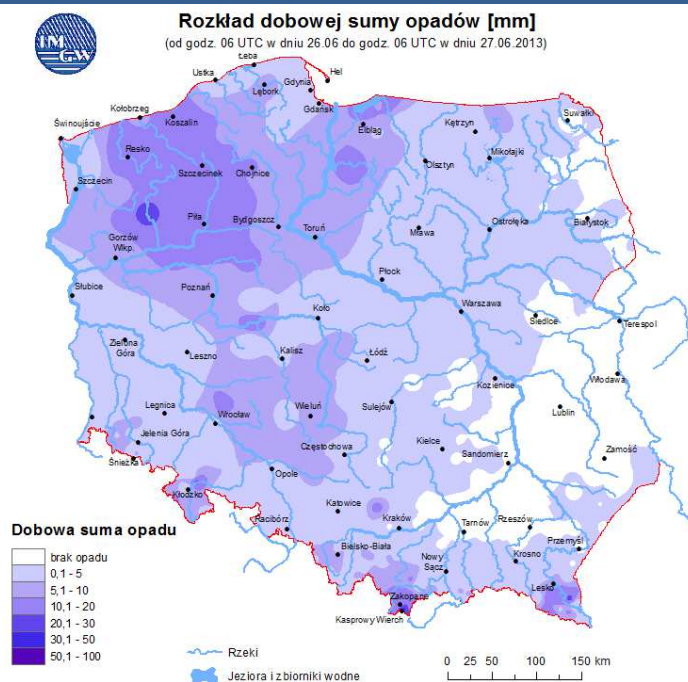 IM
GW
Rozkład dobowej sumy opadów [mm]
(od godz. 06 UTC w dniu 26.06 do godz. 06 UTC w dniu 27.06.2013)
Łeba
Hel
Ustka
Gdynia
Lębork
Kołobrzeg
Gdańsk
Koszalin
Świnoujście
Elbląg
Kętrzyn
Suwałki
Resko
Szczecinek
Chojnice
Olsztyn
Mikołajki
Szczecin
Piła
Bydgoszcz
Toruń
Mława
Ostrołęka
Białystok
Gorzów
Wlkp.
Płock
Słubice
Poznań
Koło
Warszawa
Siedlce
Terespol
Zielona
Góra
Leszno
Kalisz
Łódź
Kozienice
Włodawa
Legnica
Wrocław
Wieluń
Sulejów
Lublin
Jelenia Góra
Śnieżka
Częstochowa
Kielce
Sandomierz
Zamość
Opole
Kłodzko
Katowice
Racibórz
Kraków
Tarnów
Rzeszów
Przemyśl
Bielsko-Biała
Nowy
Sącz
Krosno
Lesko
Zakopane
Kasprowy Wierch
Dobowa suma opadu
brak opadu
0,1 - 5
5,1 - 10
10,1 - 20
20,1 - 30
30,1 - 50
50,1 - 100
Rzeki
Jeziora i zbiorniki wodne
0 25 50 100 150 km